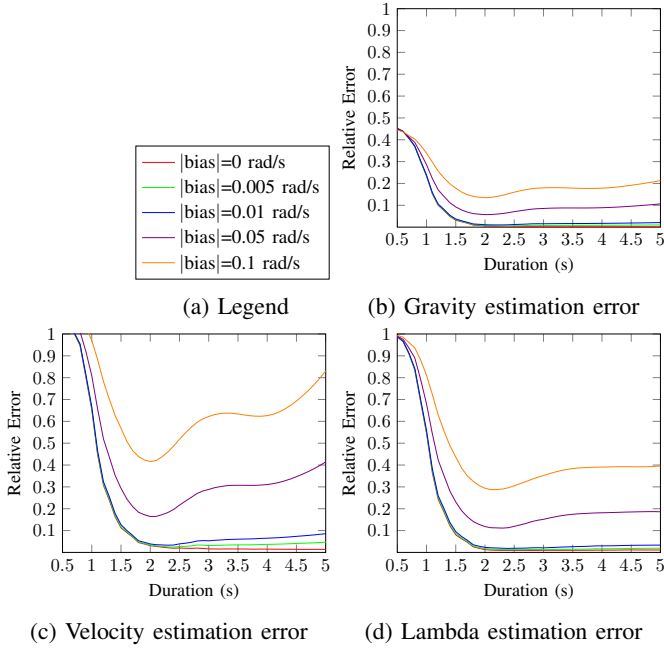 1
0.9
0.8
0.7
0.6
0.5
0.4
0.3
0.2
0.1
0.5 1 1.5 2 2.5 3 3.5 4 4.5 5
Relative Error
Duration (s)
|bias|=0 rad/s
|bias|=0.005 rad/s
|bias|=0.01 rad/s
|bias|=0.05 rad/s
|bias|=0.1 rad/s
(a) Legend
(b) Gravity estimation error
1
0.9
0.8
0.7
0.6
0.5
0.4
0.3
0.2
0.1
0.5 1 1.5 2 2.5 3 3.5 4 4.5 5
Relative Error
Duration (s)
(c) Velocity estimation error
1
0.9
0.8
0.7
0.6
0.5
0.4
0.3
0.2
0.1
0.5 1 1.5 2 2.5 3 3.5 4 4.5 5
Relative Error
Duration (s)
(d) Lambda estimation error